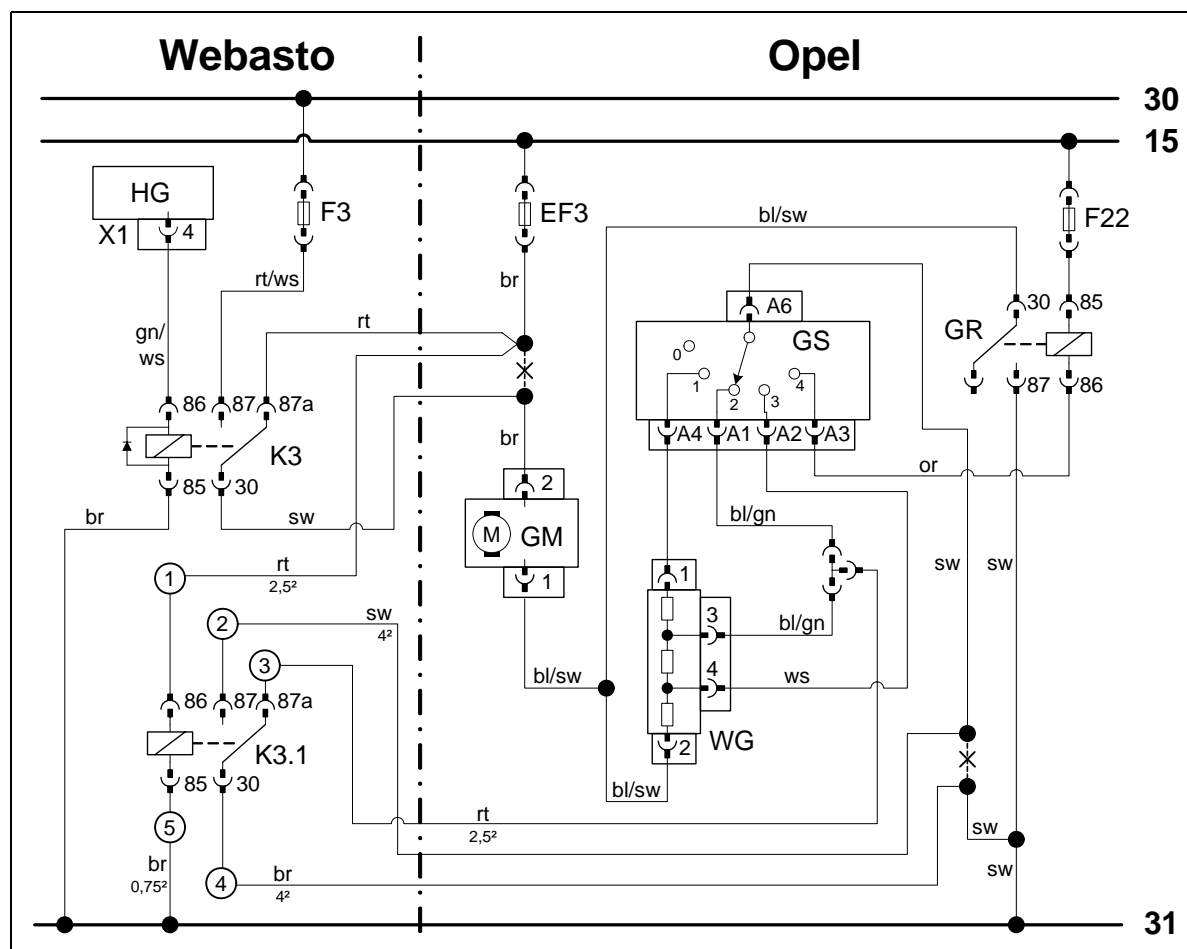 Webasto
Opel
30
15
HG
X1
4
F3
EF3
F22
bl/sw
rt/ws
br
rt
gn/
ws
A6
GS
0
1
2
3
4
A4
A1
A2
A3
30
85
GR
87
86
86
87
87a
K3
85
30
br
sw
br
2
M
GM
1
or
bl/gn
1
rt
2,5²
2
sw
4²
3
1
3
bl/gn
4
ws
2
WG
sw
sw
bl/sw
86
87
87a
K3.1
85
30
bl/sw
5
rt
2,5²
sw
br
0,75²
4
br
4²
sw
31